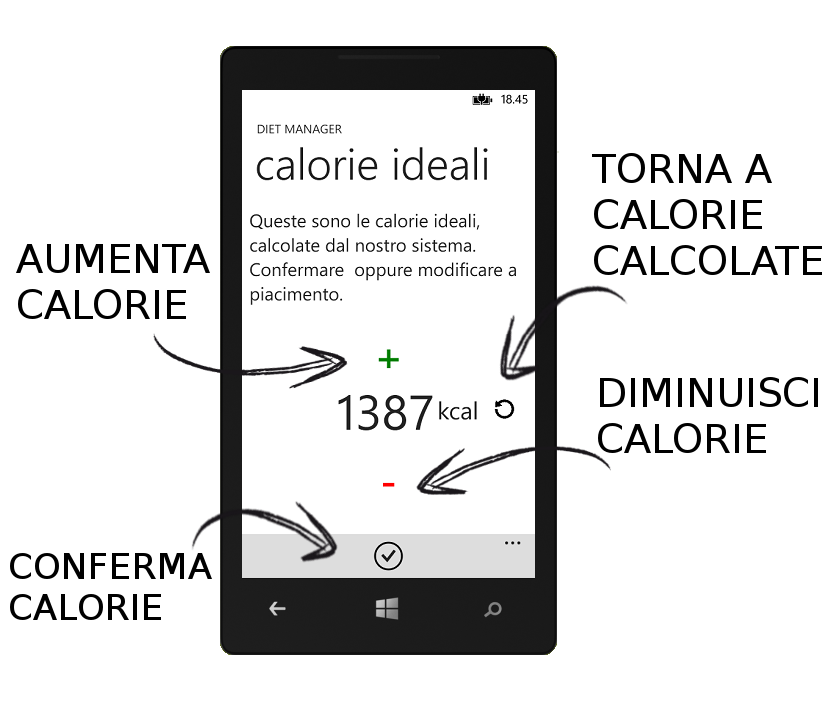 18.45
DIET MANAGER
calorie ideali
Queste sono le calorie ideali,
calcolate dal nostro sistema.
Confermare oppure modificare a
piacimento.
+
1387 kcal
-
...
AUMENTA
CALORIE
TORNA A
CALORIE
CALCOLATE
DIMINUISCI
CALORIE
CONFERMA
CALORIE